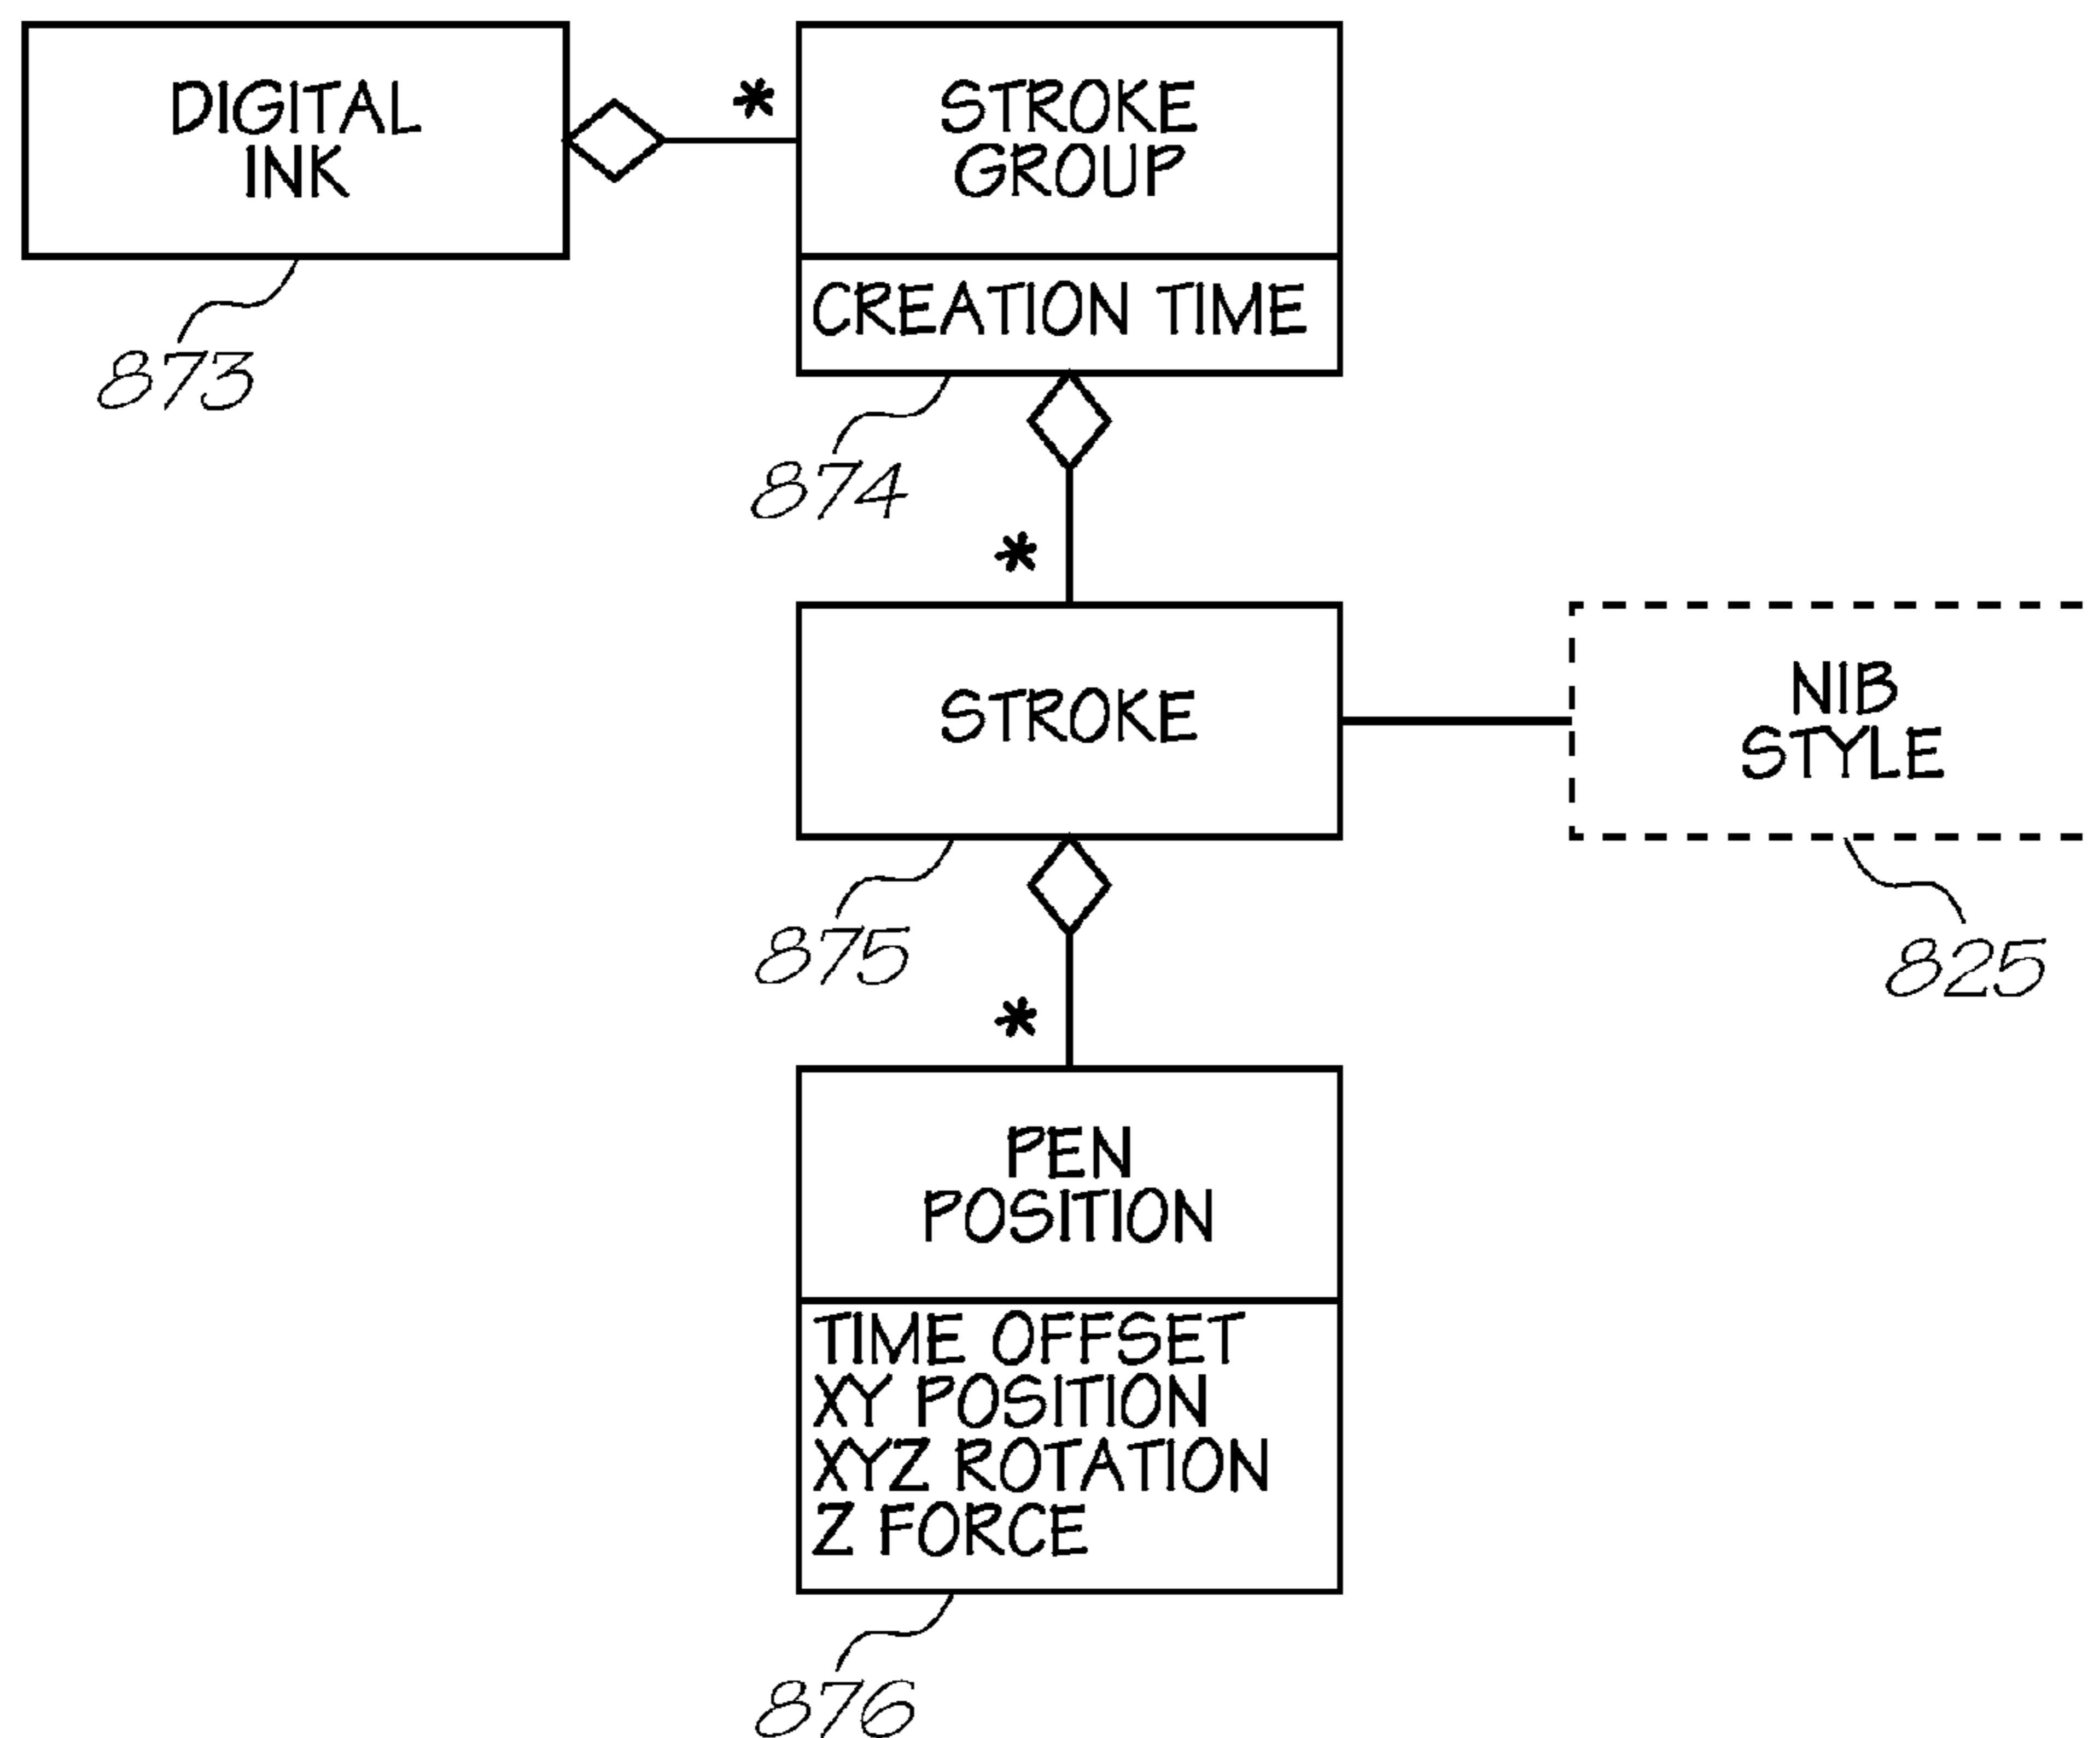 DIGITAL
INK
*
STROKE
GROUP
CREATION TIME
873
874
*
STROKE
NIB
STYLE
875
825
*
PEN
POSITION
TIME OFFSET
XY POSITION
XYZ ROTATION
Z FORCE
876